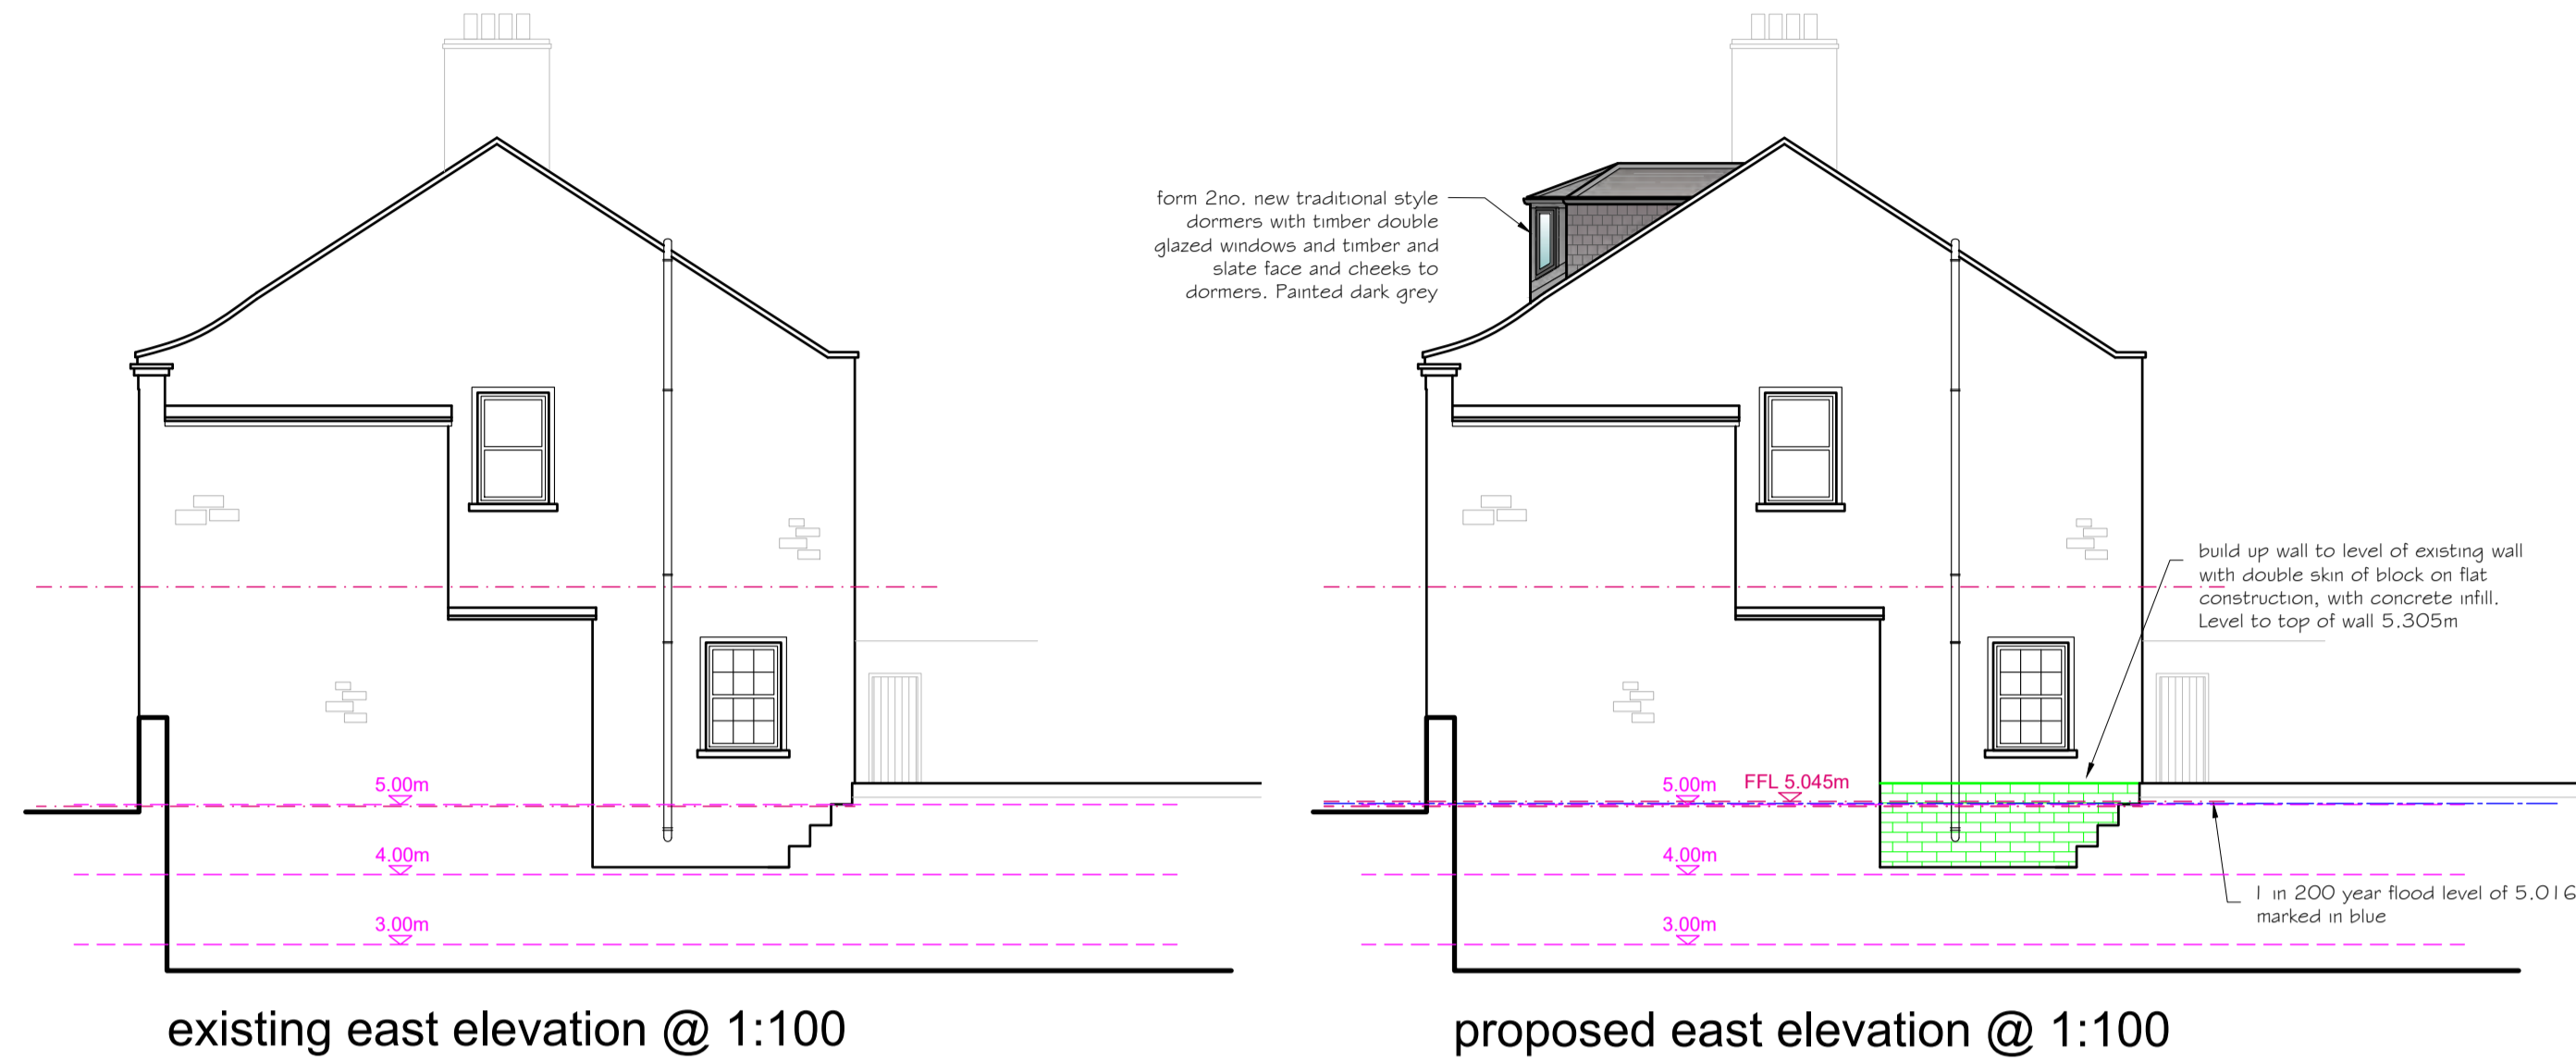 form 2no. new traditional style
dormers with timber double
glazed windows and timber and
slate face and cheeks to
dormers. Painted dark grey
build up wall to level of existing wall
with double skin of block on flat
construction, with concrete infill.
Level to top of wall 5.305m
5.00m
4.00m
3.00m
5.00m
FFL 5.045m
4.00m
3.00m
1 in 200 year flood level of 5.016
marked in blue
existing east elevation @ 1:100
proposed east elevation @ 1:100